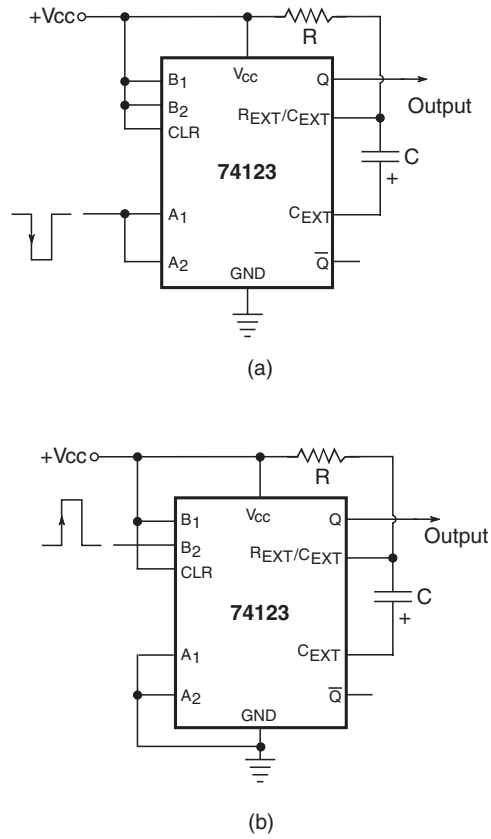 +VCC
R
VCC
Q
B1
B2
CLR
REXT/CEXT
Output
C
+
74123
A1
CEXT
A2
GND
Q̅
(a)
+VCC
R
VCC
Q
B1
B2
CLR
REXT/CEXT
Output
C
+
74123
A1
CEXT
A2
Q̅
GND
(b)